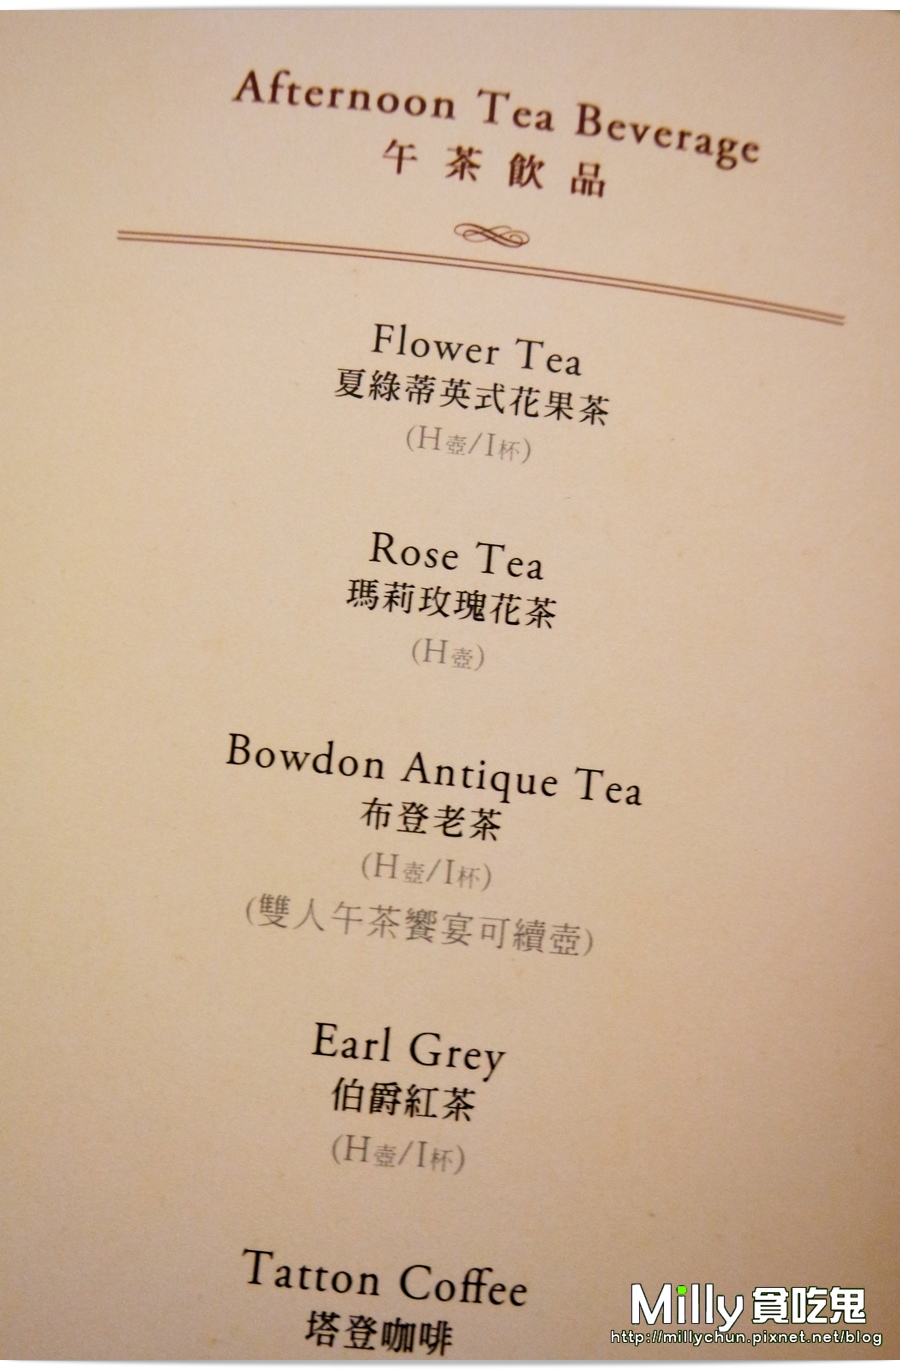 Afternoon Tea Beverage
午茶飲品
Flower Tea
夏綠蒂英式花果茶
(H壺/I杯)
Rose Tea
瑪莉玫瑰花茶
(H壺)
Bowdon Antique Tea
布登老茶
(H壺/I杯)
(雙人午茶饗宴可續壺)
Earl Grey
伯爵紅茶
(H壺/I杯)
Tatton Coffee
塔登咖啡
Milly貪吃鬼
http://millychun.pixnet.net/blog